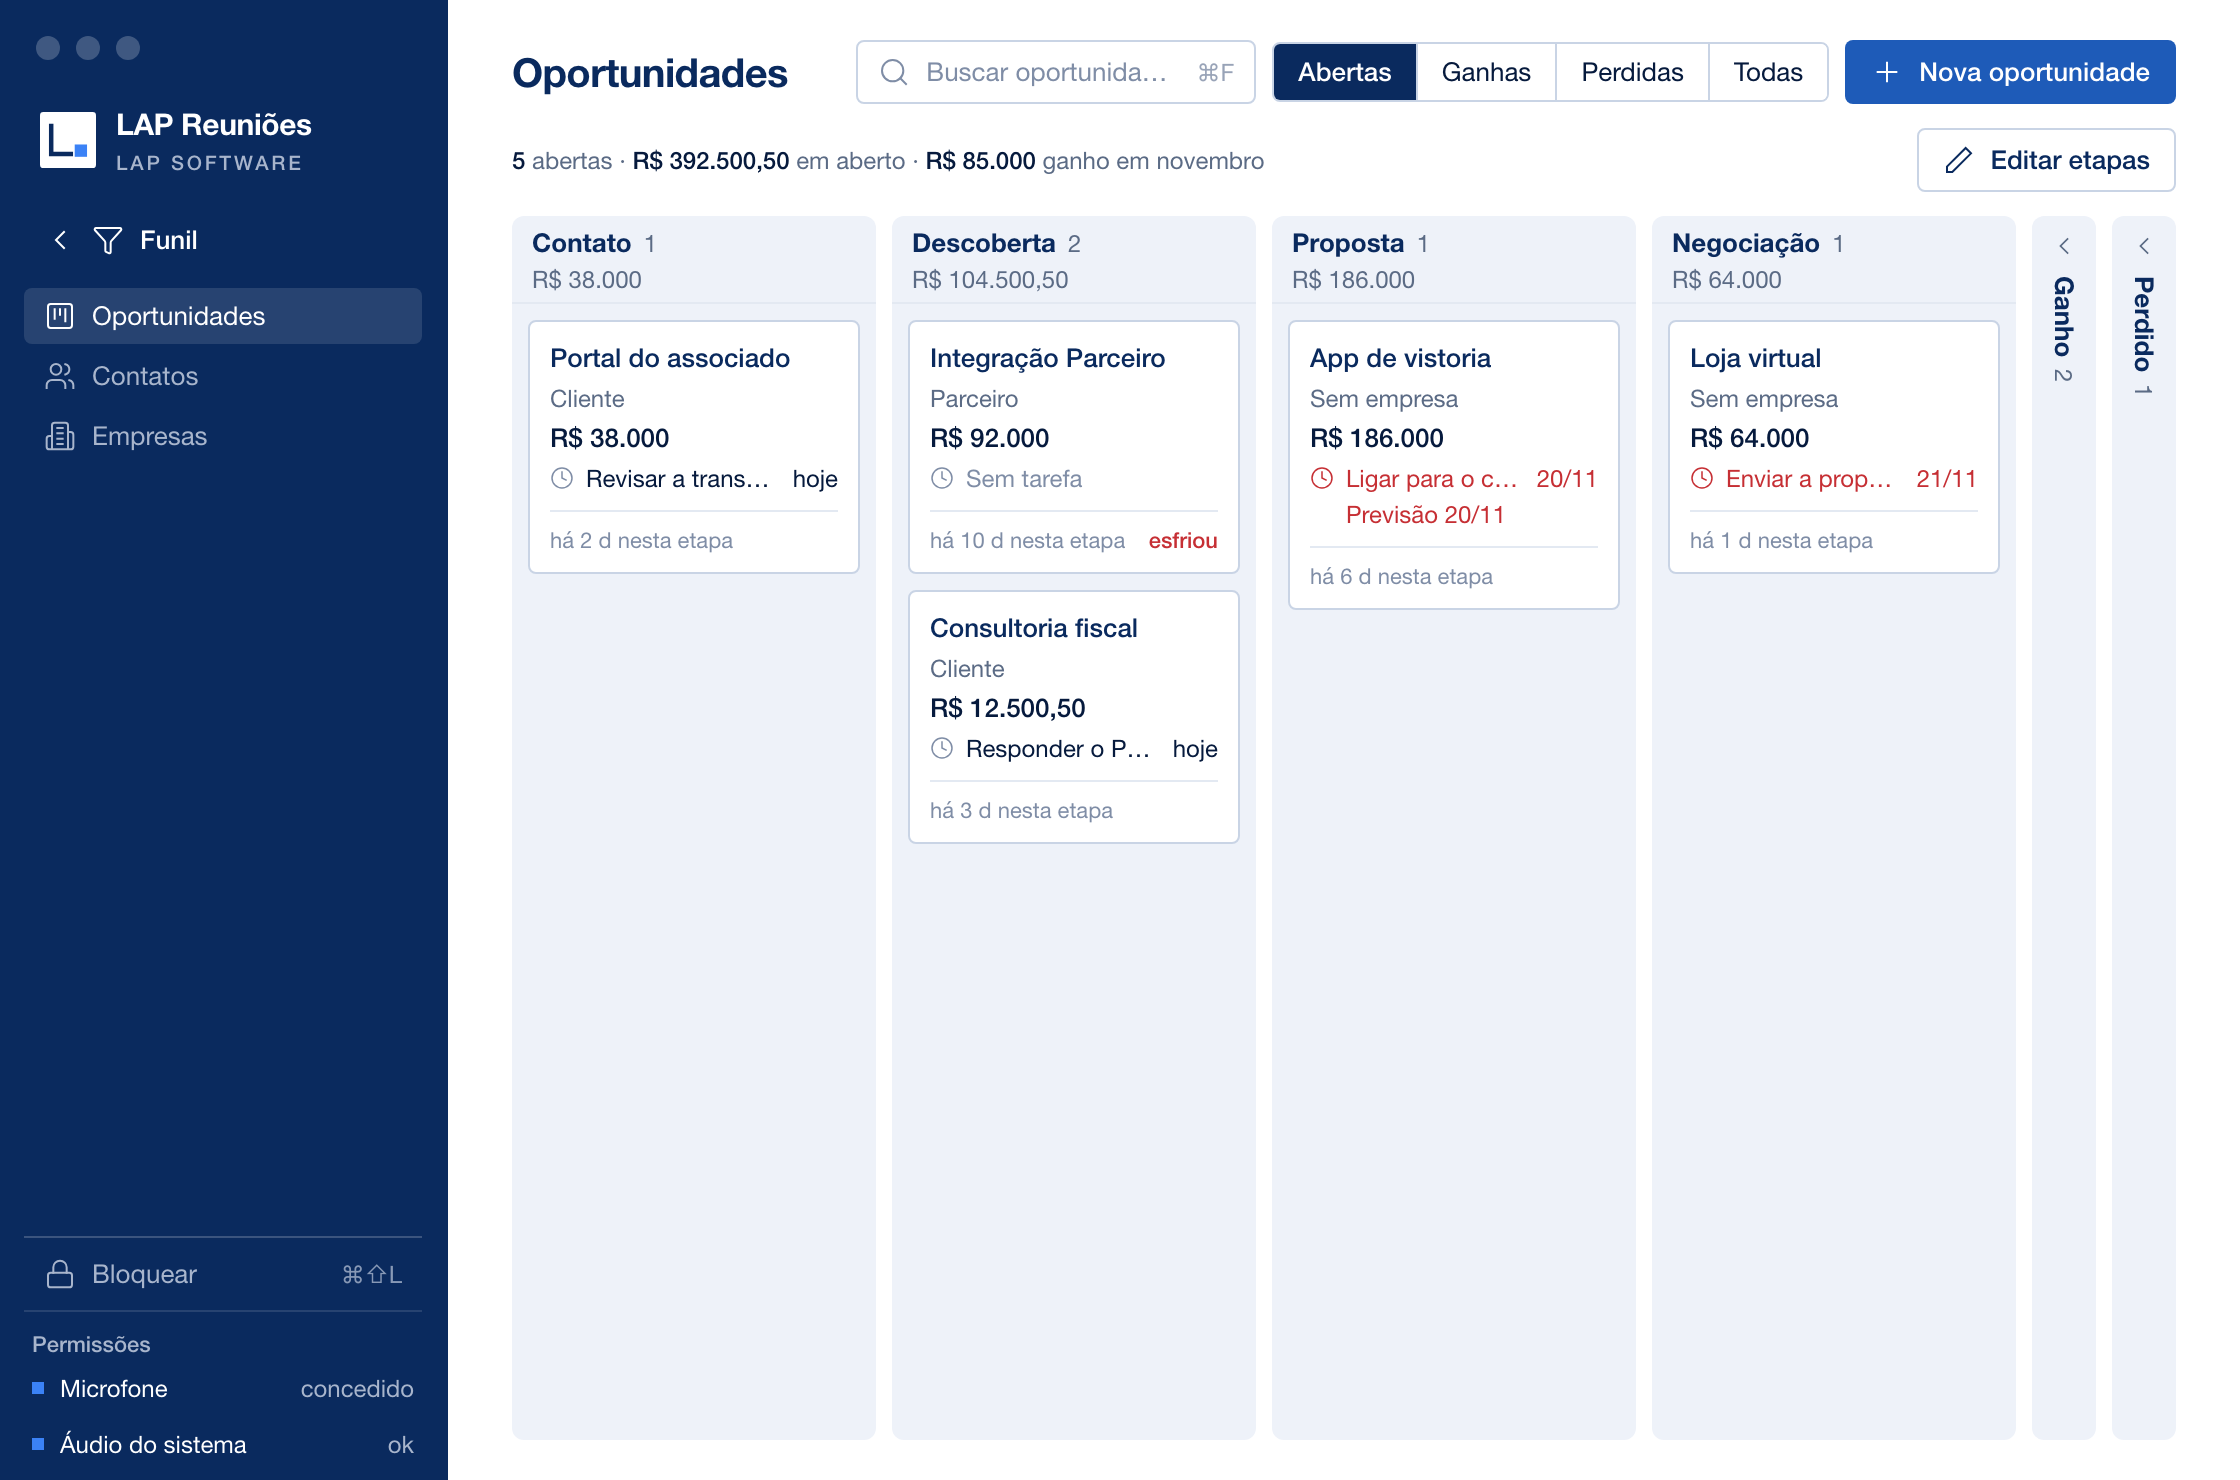 LAP Reuniões
LAP SOFTWARE
Funil
Oportunidades
Contatos
Empresas
Bloquear ⌘⇧L
Permissões
Microfone concedido
Áudio do sistema ok
Oportunidades
Buscar oportunida… ⌘F
Abertas Ganhas Perdidas Todas
Nova oportunidade
5 abertas · R$ 392.500,50 em aberto · R$ 85.000 ganho em novembro
Editar etapas
Contato 1
R$ 38.000
Portal do associado
Cliente
R$ 38.000
Revisar a trans… hoje
há 2 d nesta etapa
Descoberta 2
R$ 104.500,50
Integração Parceiro
Parceiro
R$ 92.000
Sem tarefa
há 10 d nesta etapa esfriou
Consultoria fiscal
Cliente
R$ 12.500,50
Responder o P… hoje
há 3 d nesta etapa
Proposta 1
R$ 186.000
App de vistoria
Sem empresa
R$ 186.000
Ligar para o c… 20/11
Previsão 20/11
há 6 d nesta etapa
Negociação 1
R$ 64.000
Loja virtual
Sem empresa
R$ 64.000
Enviar a prop… 21/11
há 1 d nesta etapa
Ganho 2
Perdido 1